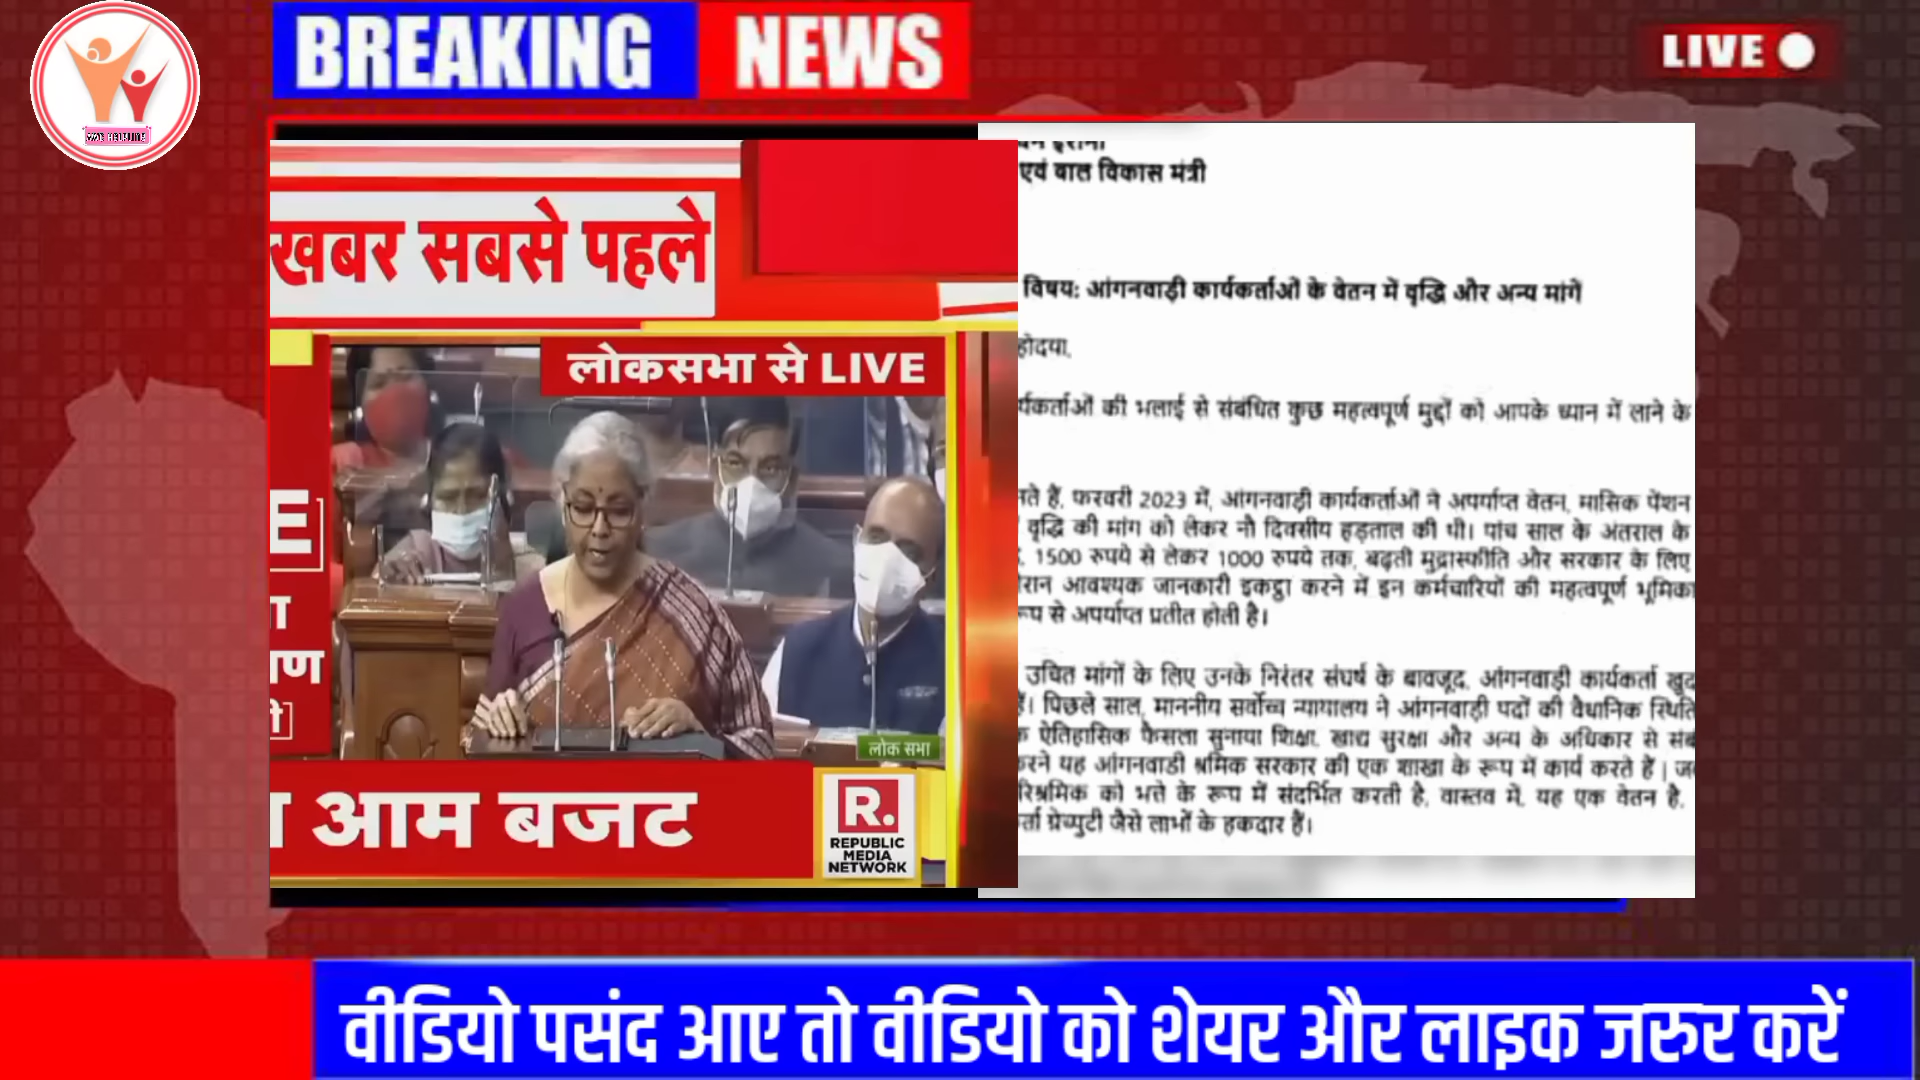 BREAKING NEWS
LIVE
खबर सबसे पहले
लोकसभा से LIVE
E
ा
ण
ी
लोक सभा
आम बजट
R.
REPUBLIC
MEDIA
NETWORK
एवं बाल विकास मंत्री
विषय: आंगनवाड़ी कार्यकर्ताओं के वेतन में वृद्धि और अन्य मांगें
होदया,
र्यकर्ताओं की भलाई से संबंधित कुछ महत्वपूर्ण मुद्दों को आपके ध्यान में लाने के
नते हैं, फरवरी 2023 में, आंगनवाड़ी कार्यकर्ताओं ने अपर्याप्त वेतन, मासिक पेंशन
वृद्धि की मांग को लेकर नौ दिवसीय हड़ताल की थी। पांच साल के अंतराल के
1500 रुपये से लेकर 1000 रुपये तक, बढ़ती मुद्रास्फीति और सरकार के लिए
रान आवश्यक जानकारी इकट्ठा करने में इन कर्मचारियों की महत्वपूर्ण भूमिका
रूप से अपर्याप्त प्रतीत होती है।
उचित मांगों के लिए उनके निरंतर संघर्ष के बावजूद, आंगनवाड़ी कार्यकर्ता खुद
हैं। पिछले साल, माननीय सर्वोच्च न्यायालय ने आंगनवाड़ी पदों की वैधानिक स्थिति
क ऐतिहासिक फैसला सुनाया शिक्षा, खाद्य सुरक्षा और अन्य के अधिकार से संब
करने यह आंगनवाडी श्रमिक सरकार की एक शाखा के रूप में कार्य करते हैं | ज
रिश्रमिक को भत्ते के रूप में संदर्भित करती है, वास्तव में, यह एक वेतन है,
र्ता ग्रेच्युटी जैसे लाभों के हकदार हैं।
वीडियो पसंद आए तो वीडियो को शेयर और लाइक जरुर करें